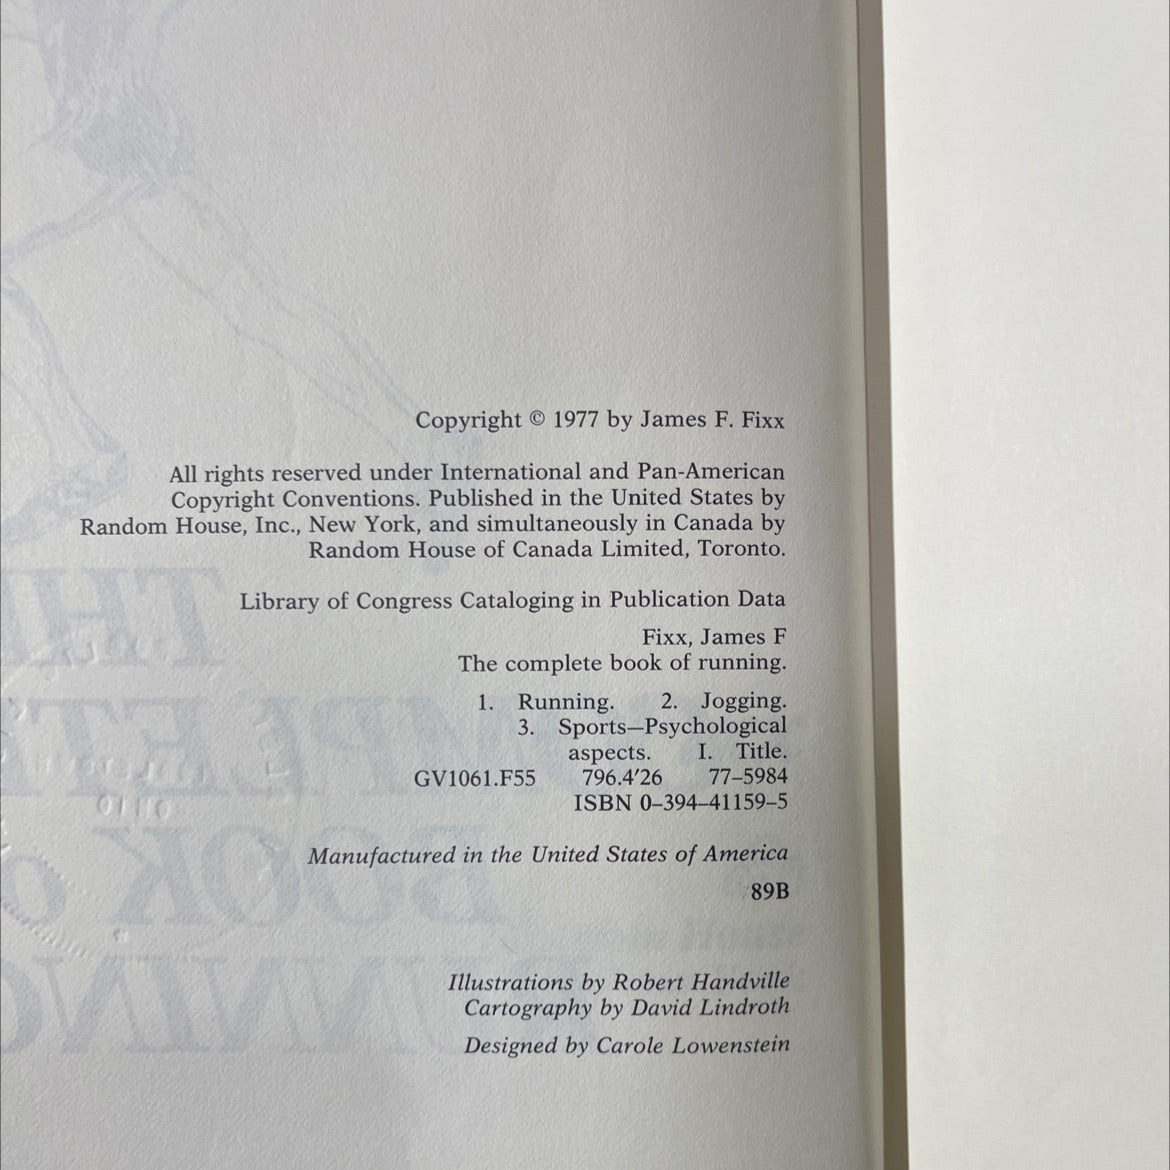 Copyright © 1977 by James F. Fixx
All rights reserved under International and Pan-American
Copyright Conventions. Published in the United States by
Random House, Inc., New York, and simultaneously in Canada by
Random House of Canada Limited, Toronto.
Library of Congress Cataloging in Publication Data
Fixx, James F
The complete book of running.
1. Running. 2. Jogging.
3. Sports—Psychological
aspects. I. Title.
GV1061.F55 796.4'26 77–5984
ISBN 0–394–41159–5
Manufactured in the United States of America
89B
Illustrations by Robert Handville
Cartography by David Lindroth
Designed by Carole Lowenstein